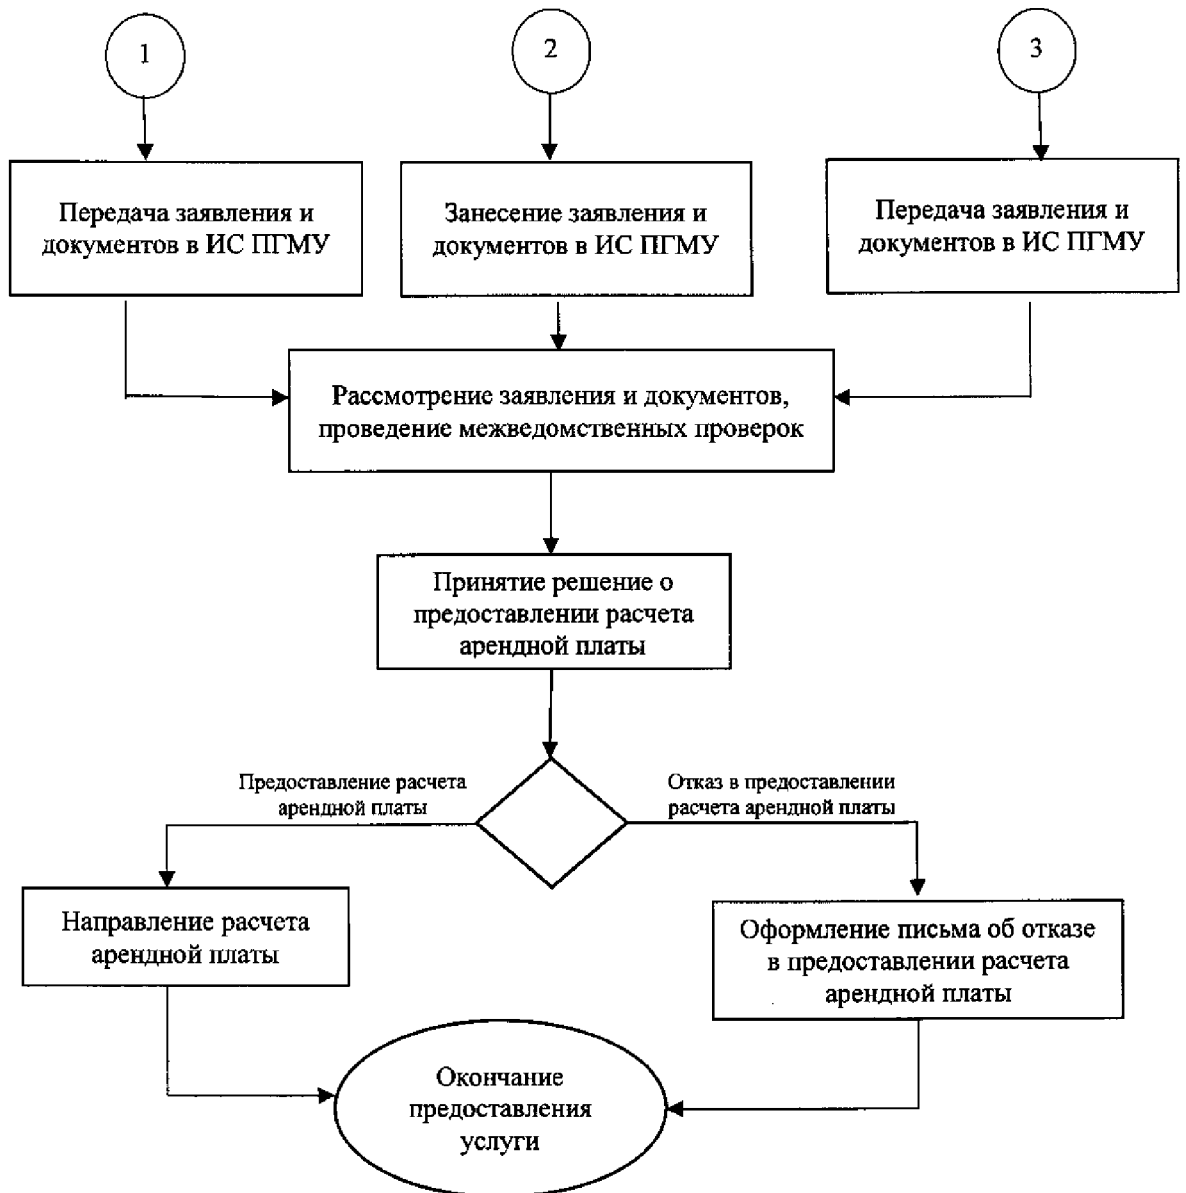 1
2
3
Передача заявления и
документов в ИС ПГМУ
Занесение заявления и
документов в ИС ПГМУ
Передача заявления и
документов в ИС ПГМУ
Рассмотрение заявления и документов,
проведение межведомственных проверок
Принятие решение о
предоставлении расчета
арендной платы
Предоставление расчета
арендной платы
Отказ в предоставлении
расчета арендной платы
Направление расчета
арендной платы
Оформление письма об отказе
в предоставлении расчета
арендной платы
Окончание
предоставления
услуги